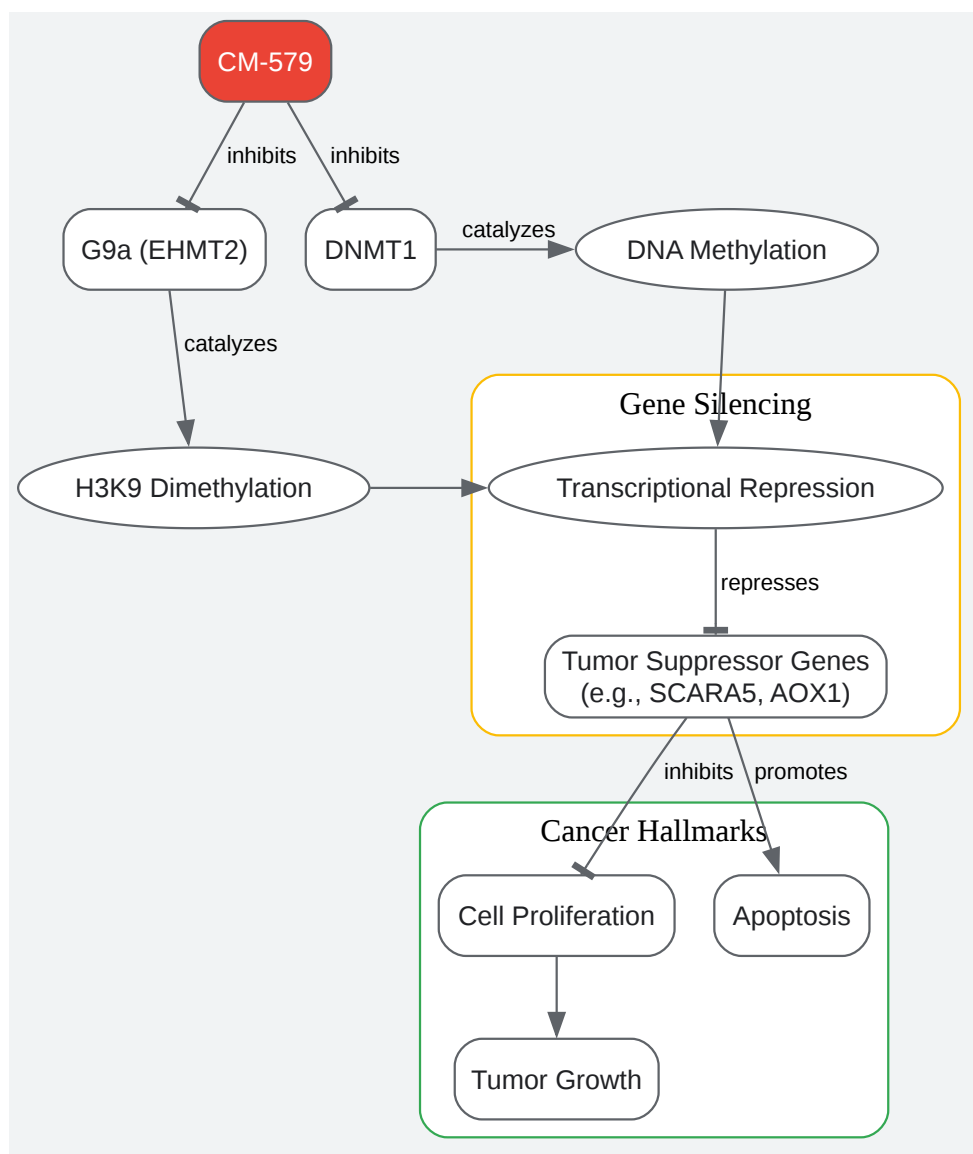 CM-579
inhibits
inhibits
G9a (EHMT2)
DNMT1
catalyzes
DNA Methylation
catalyzes
Gene Silencing
H3K9 Dimethylation
Transcriptional Repression
represses
Tumor Suppressor Genes
(e.g., SCARA5, AOX1)
inhibits
promotes
Cancer Hallmarks
Cell Proliferation
Apoptosis
Tumor Growth